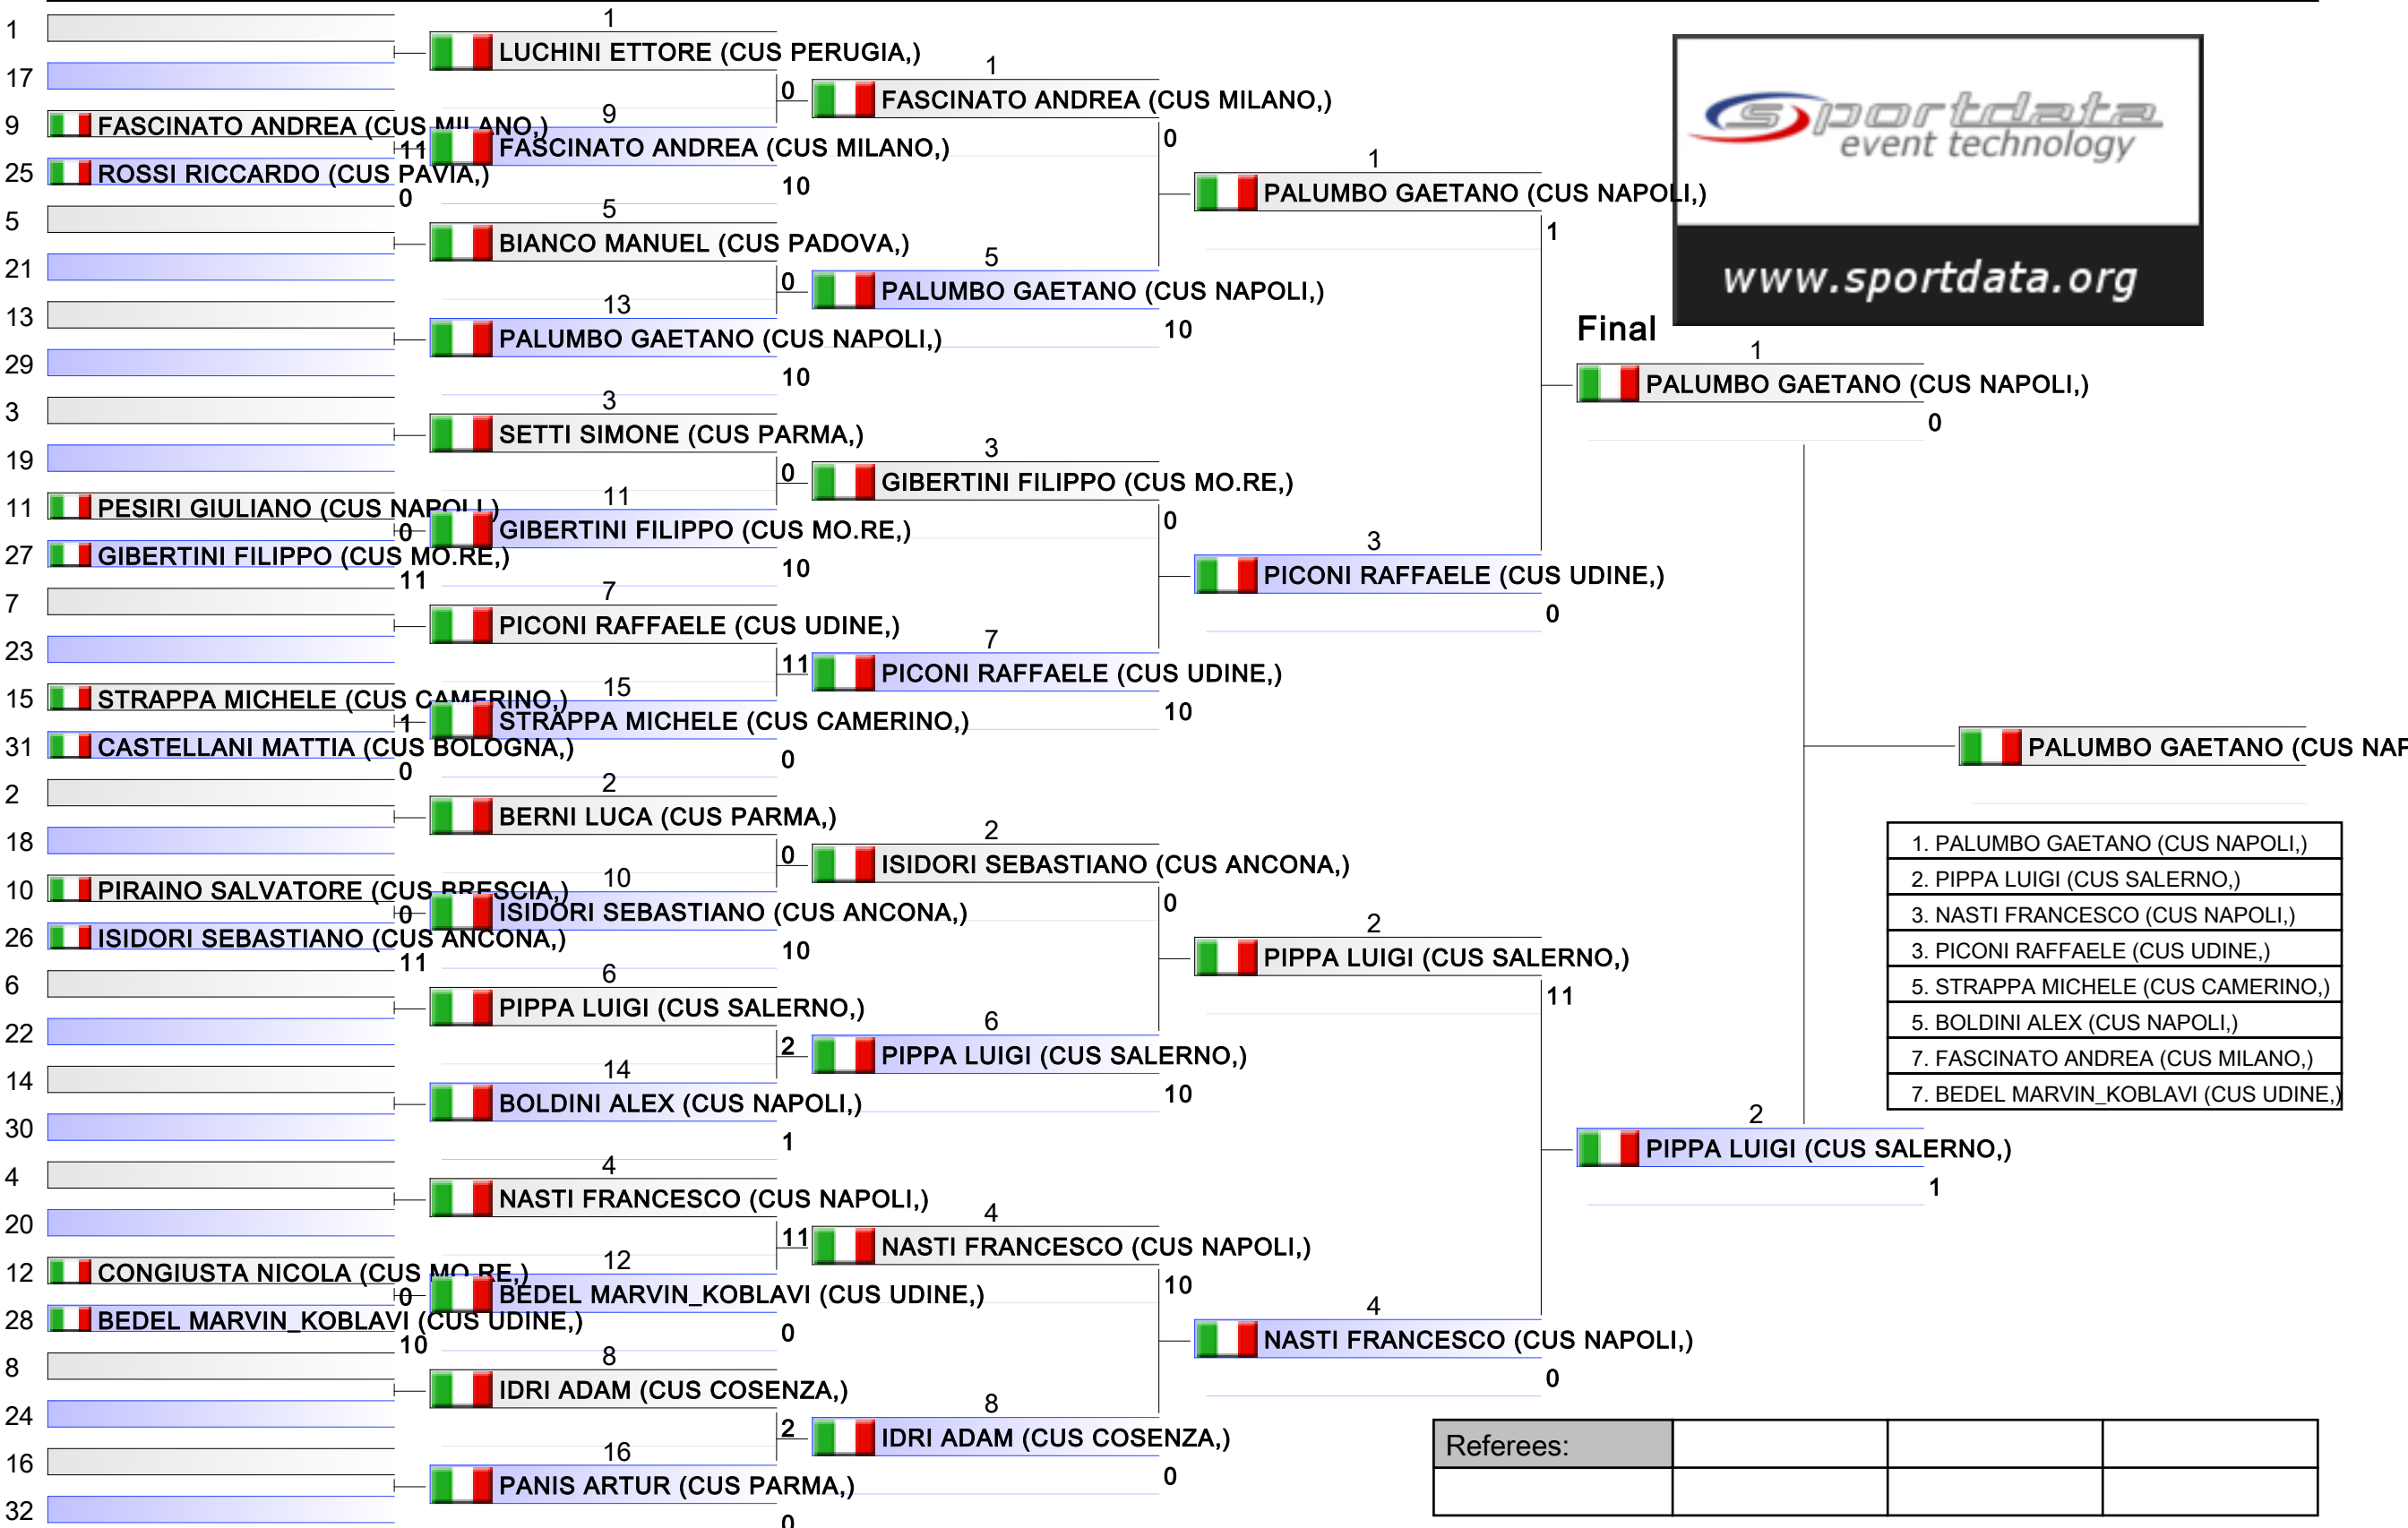 1
17
9 FASCINATO ANDREA (CUS MILANO,)
11
25 ROSSI RICCARDO (CUS PAVIA,)
0
5
21
13
29
3
19
11 PESIRI GIULIANO (CUS NAPOLI,)
0
27 GIBERTINI FILIPPO (CUS MO.RE,)
11
7
23
15 STRAPPA MICHELE (CUS CAMERINO,)
1
31 CASTELLANI MATTIA (CUS BOLOGNA,)
0
2
18
10 PIRAINO SALVATORE (CUS BRESCIA,)
0
26 ISIDORI SEBASTIANO (CUS ANCONA,)
11
6
22
14
30
4
20
12 CONGIUSTA NICOLA (CUS MO.RE,)
0
28 BEDEL MARVIN_KOBLAVI (CUS UDINE,)
10
8
24
16
32
1
LUCHINI ETTORE (CUS PERUGIA,)
0
9
FASCINATO ANDREA (CUS MILANO,)
10
5
BIANCO MANUEL (CUS PADOVA,)
0
13
PALUMBO GAETANO (CUS NAPOLI,)
10
3
SETTI SIMONE (CUS PARMA,)
0
11
GIBERTINI FILIPPO (CUS MO.RE,)
10
7
PICONI RAFFAELE (CUS UDINE,)
11
15
STRAPPA MICHELE (CUS CAMERINO,)
0
2
BERNI LUCA (CUS PARMA,)
0
10
ISIDORI SEBASTIANO (CUS ANCONA,)
10
6
PIPPA LUIGI (CUS SALERNO,)
2
14
BOLDINI ALEX (CUS NAPOLI,)
1
4
NASTI FRANCESCO (CUS NAPOLI,)
11
12
BEDEL MARVIN_KOBLAVI (CUS UDINE,)
0
8
IDRI ADAM (CUS COSENZA,)
2
16
PANIS ARTUR (CUS PARMA,)
0
1
FASCINATO ANDREA (CUS MILANO,)
0
5
PALUMBO GAETANO (CUS NAPOLI,)
10
3
GIBERTINI FILIPPO (CUS MO.RE,)
0
7
PICONI RAFFAELE (CUS UDINE,)
10
2
ISIDORI SEBASTIANO (CUS ANCONA,)
0
6
PIPPA LUIGI (CUS SALERNO,)
10
4
NASTI FRANCESCO (CUS NAPOLI,)
10
8
IDRI ADAM (CUS COSENZA,)
0
1
PALUMBO GAETANO (CUS NAPOLI,)
1
3
PICONI RAFFAELE (CUS UDINE,)
0
2
PIPPA LUIGI (CUS SALERNO,)
11
4
NASTI FRANCESCO (CUS NAPOLI,)
0
sportdata
event technology
www.sportdata.org
Final
1
PALUMBO GAETANO (CUS NAPOLI,)
0
2
PIPPA LUIGI (CUS SALERNO,)
1
PALUMBO GAETANO (CUS NAP
1. PALUMBO GAETANO (CUS NAPOLI,)
2. PIPPA LUIGI (CUS SALERNO,)
3. NASTI FRANCESCO (CUS NAPOLI,)
3. PICONI RAFFAELE (CUS UDINE,)
5. STRAPPA MICHELE (CUS CAMERINO,)
5. BOLDINI ALEX (CUS NAPOLI,)
7. FASCINATO ANDREA (CUS MILANO,)
7. BEDEL MARVIN_KOBLAVI (CUS UDINE,)
Referees: